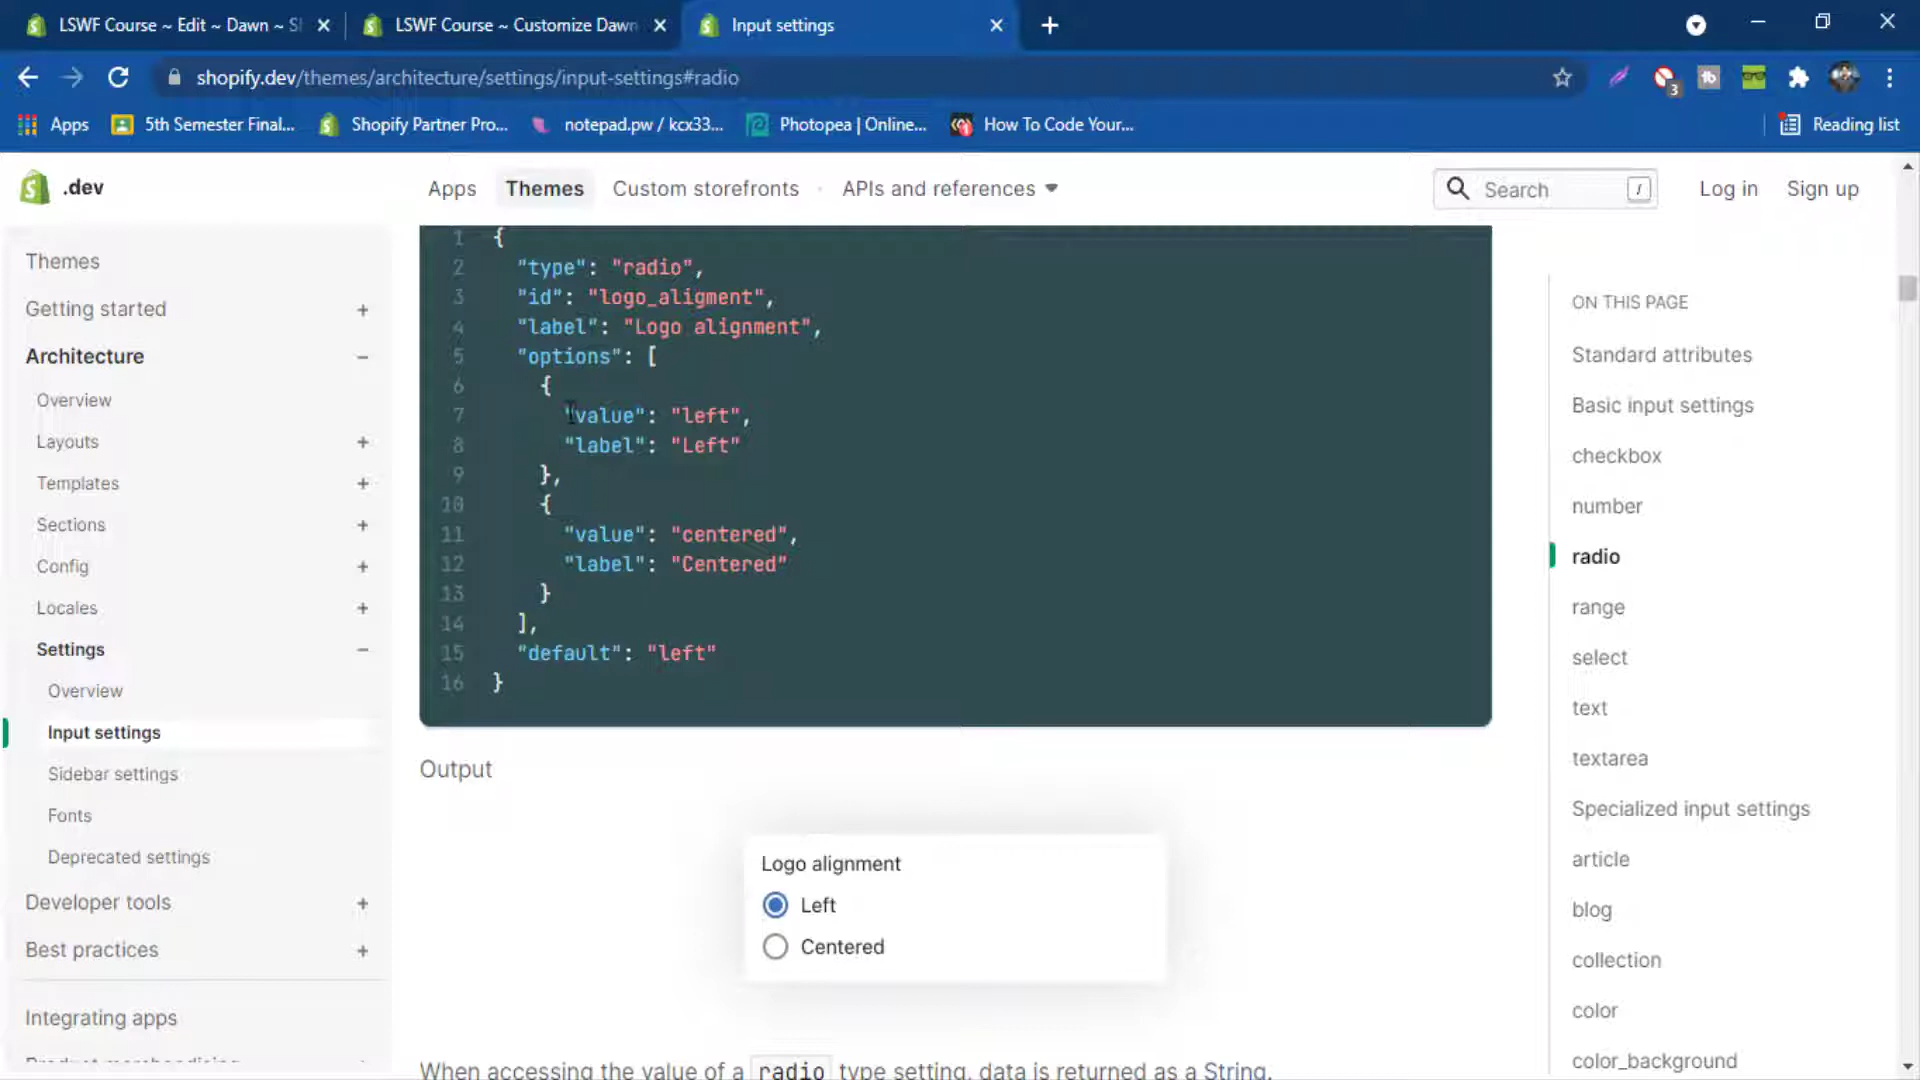 LSWF Course ~ Edit ~ Dawn ~ S
LSWF Course ~ Customize Dawn
Input settings
shopify.dev/themes/architecture/settings/input-settings#radio
3
Apps
5th Semester Final...
Shopify Partner Pro...
notepad.pw / kcx33...
Photopea | Online...
How To Code Your...
Reading list
.dev
Apps
Themes
Custom storefronts
APIs and references
Search
/
Log in
Sign up
Themes
Getting started
Architecture
Overview
Layouts
Templates
Sections
Config
Locales
Settings
Overview
Input settings
Sidebar settings
Fonts
Deprecated settings
Developer tools
Best practices
Integrating apps
1 {
2 "type": "radio",
3 "id": "logo_aligment",
4 "label": "Logo alignment",
5 "options": [
6 {
7 "value": "left",
8 "label": "Left"
9 },
10 {
11 "value": "centered",
12 "label": "Centered"
13 }
14 ],
15 "default": "left"
16 }
Output
Logo alignment
Left
Centered
When accessing the value of a radio type setting, data is returned as a String.
ON THIS PAGE
Standard attributes
Basic input settings
checkbox
number
radio
range
select
text
textarea
Specialized input settings
article
blog
collection
color
color_background